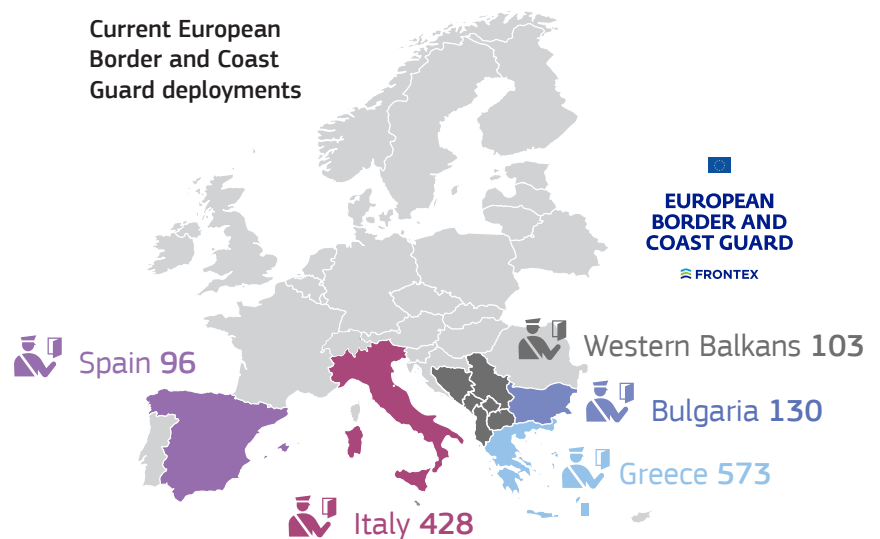 Current European
Border and Coast
Guard deployments
EUROPEAN
BORDER AND
COAST GUARD
FRONTEX
Western Balkans 103
Spain 96
Bulgaria 130
Greece 573
Italy 428